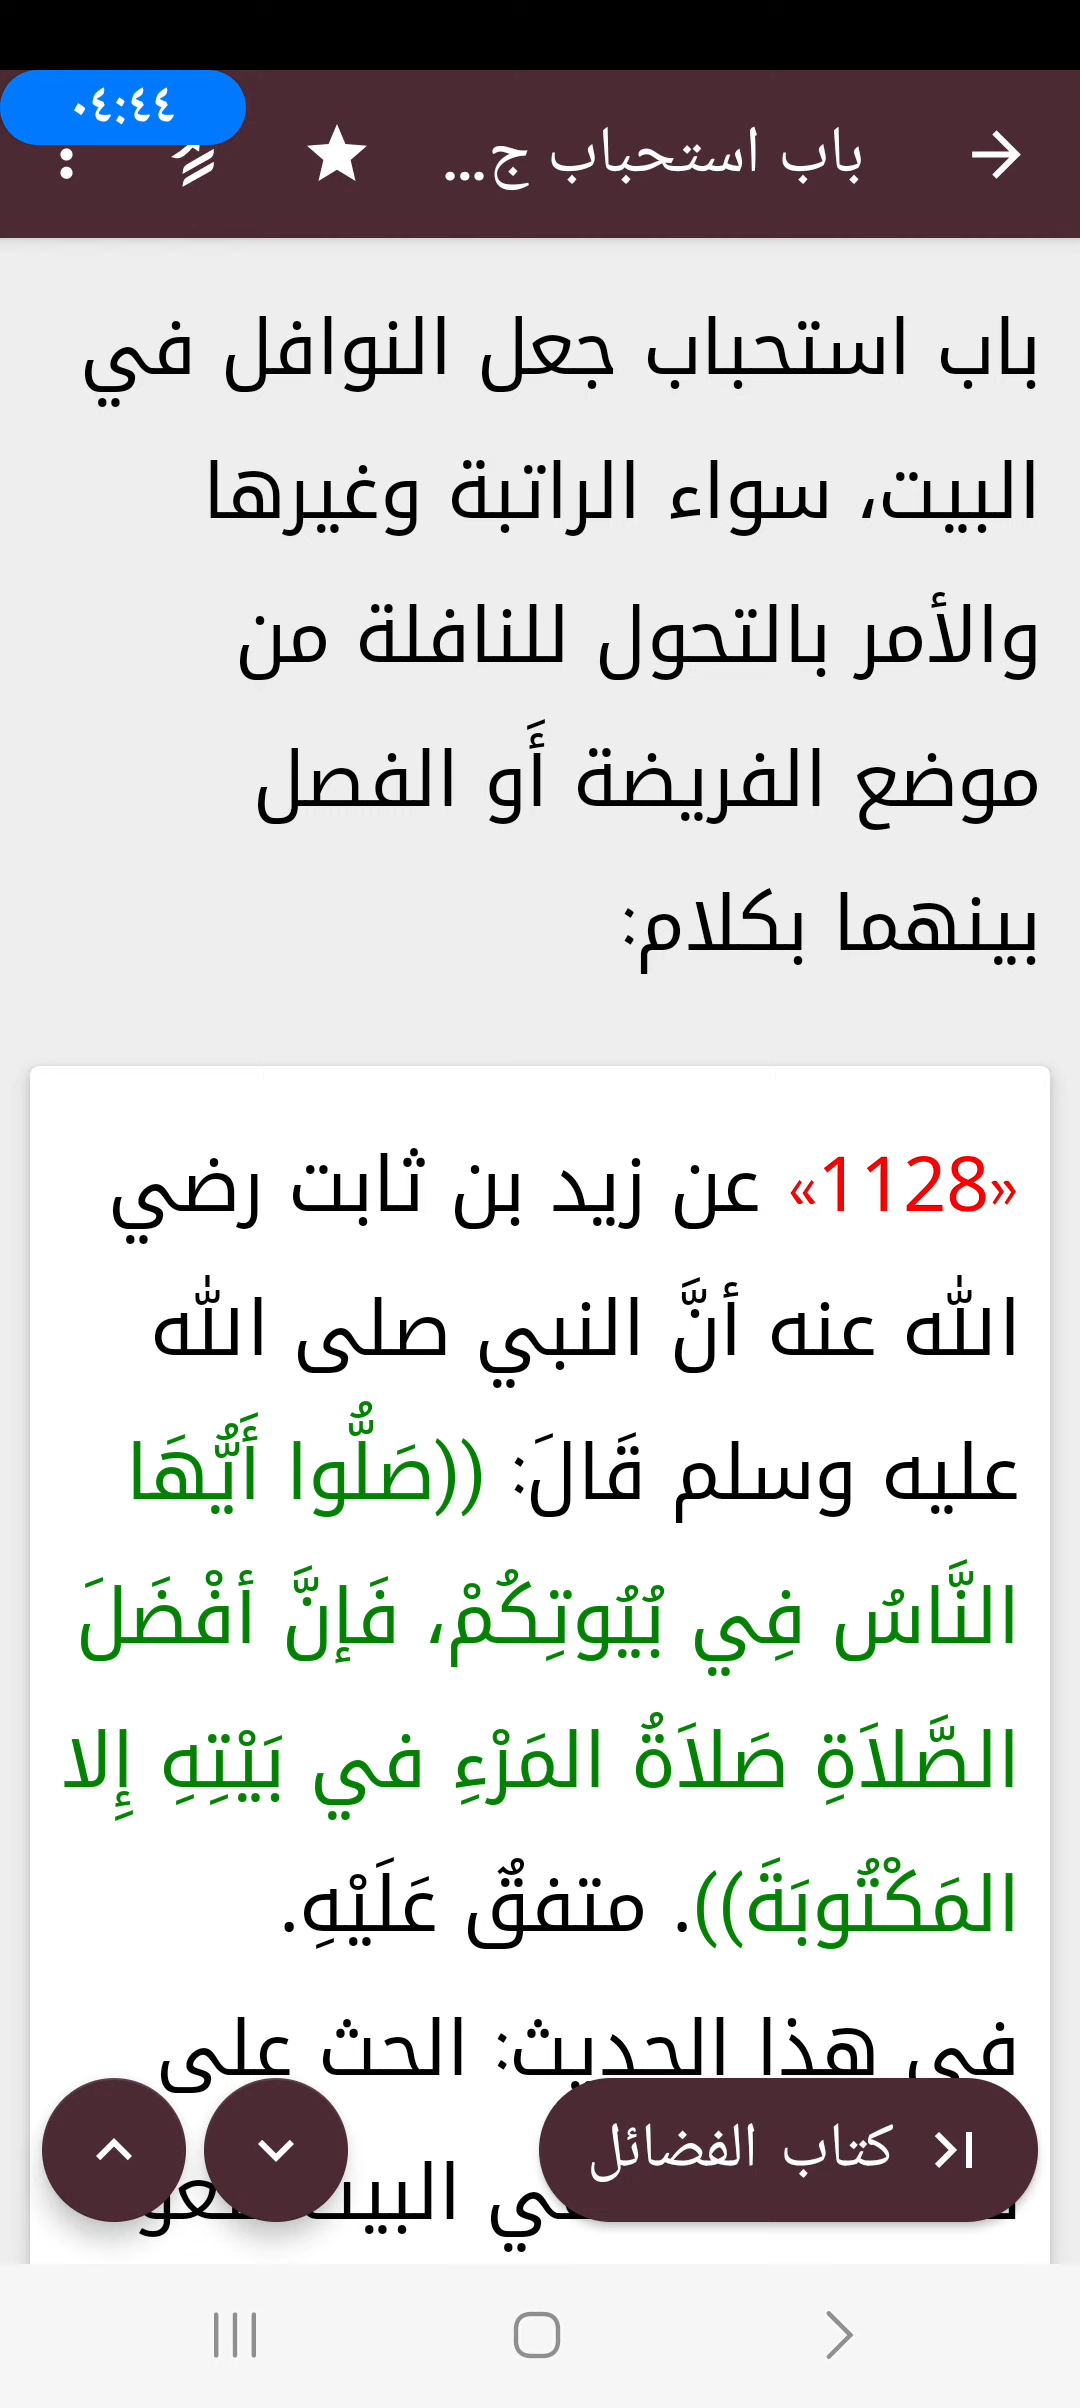 ٠٤:٤٤
باب استحباب ج...
باب استحباب جعل النوافل في
البيت، سواء الراتبة وغيرها
والأمر بالتحول للنافلة من
موضع الفريضة أَو الفصل
بينهما بكلام:
«1128» عن زيد بن ثابت رضي
الله عنه أنَّ النبي صلى الله
عليه وسلم قَالَ: ((صَلُّوا أَيُّهَا
النَّاسُ فِي بُيُوتِكُمْ، فَإنَّ أفْضَلَ
الصَّلاَةِ صَلاَةُ المَرْءِ في بَيْتِهِ إِلا
المَكْتُوبَةَ)). متفقٌ عَلَيْهِ.
في هذا الحديث: الحث على
في البيت
كتاب الفضائل